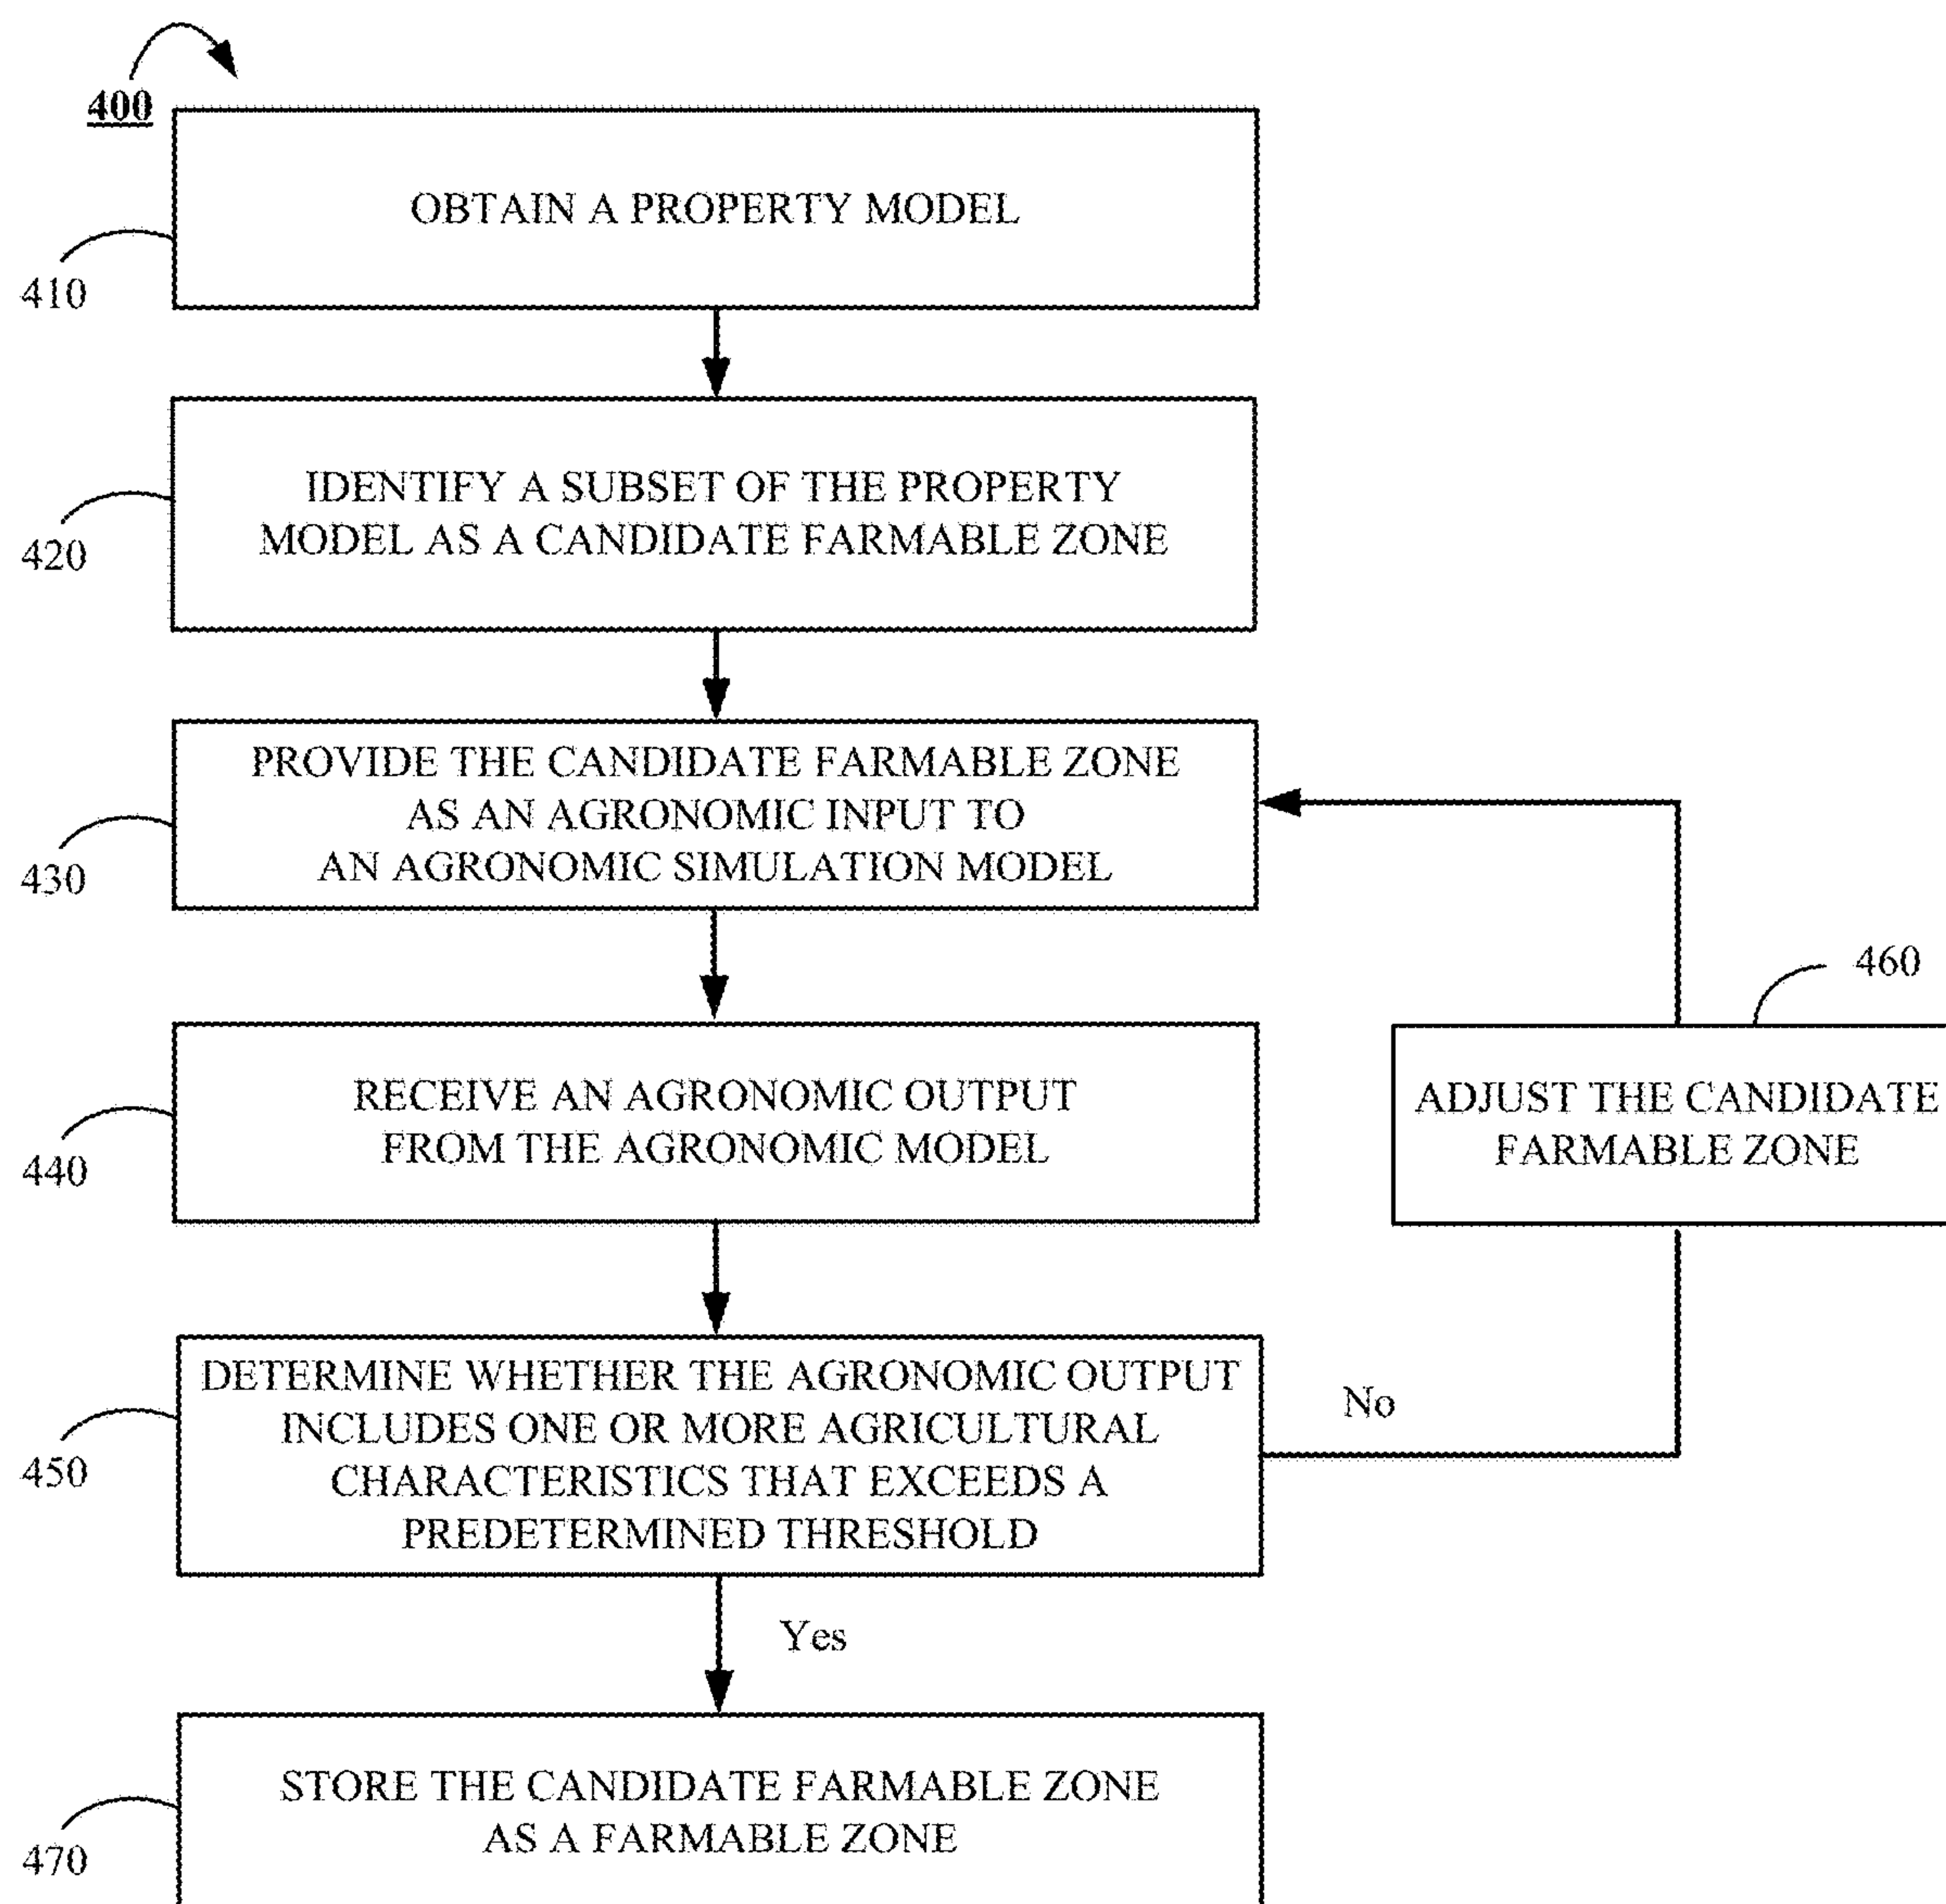 400
OBTAIN A PROPERTY MODEL
410
IDENTIFY A SUBSET OF THE PROPERTY
MODEL AS A CANDIDATE FARMABLE ZONE
420
PROVIDE THE CANDIDATE FARMABLE ZONE
AS AN AGRONOMIC INPUT TO
AN AGRONOMIC SIMULATION MODEL
430
RECEIVE AN AGRONOMIC OUTPUT
FROM THE AGRONOMIC MODEL
440
460
ADJUST THE CANDIDATE
FARMABLE ZONE
DETERMINE WHETHER THE AGRONOMIC OUTPUT
INCLUDES ONE OR MORE AGRICULTURAL
CHARACTERISTICS THAT EXCEEDS A
PREDETERMINED THRESHOLD
450
No
Yes
STORE THE CANDIDATE FARMABLE ZONE
AS A FARMABLE ZONE
470